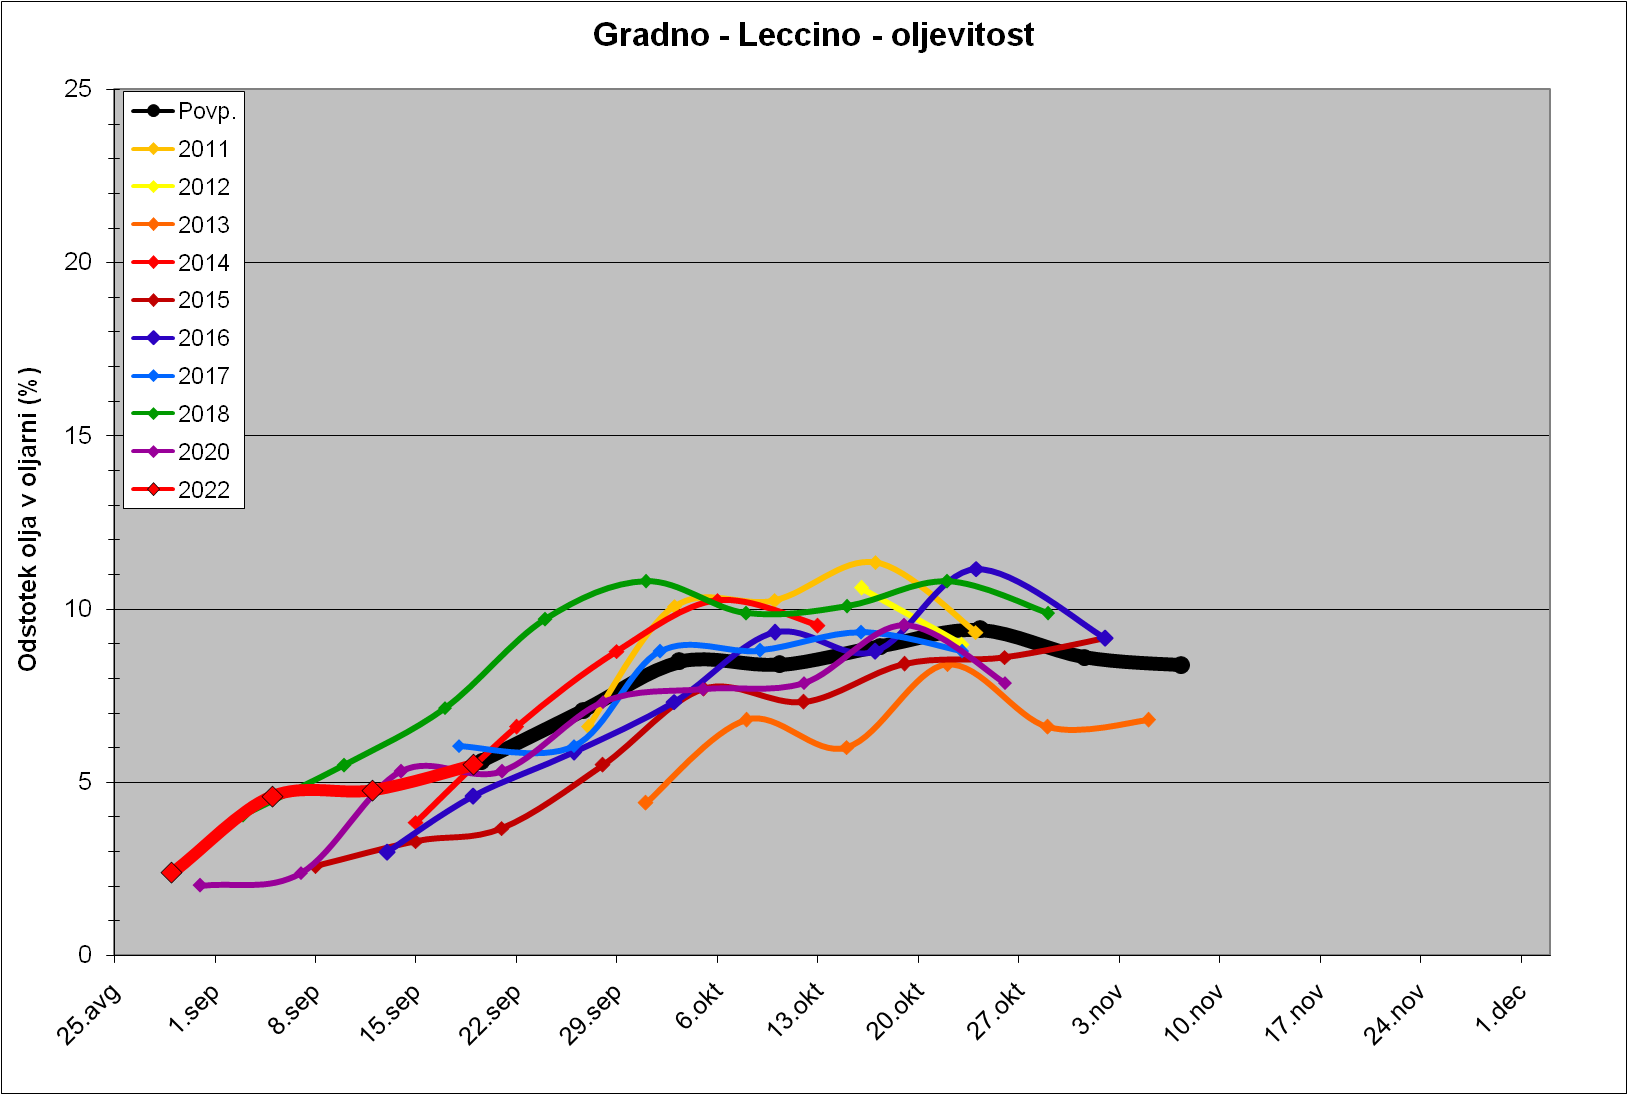 Gradno - Leccino - oljevitost
Odstotek olja v oljarni (%)
25
20
15
10
5
0
Povp.
2011
2012
2013
2014
2015
2016
2017
2018
2020
2022
25.avg
1.sep
8.sep
15.sep
22.sep
29.sep
6.okt
13.okt
20.okt
27.okt
3.nov
10.nov
17.nov
24.nov
1.dec